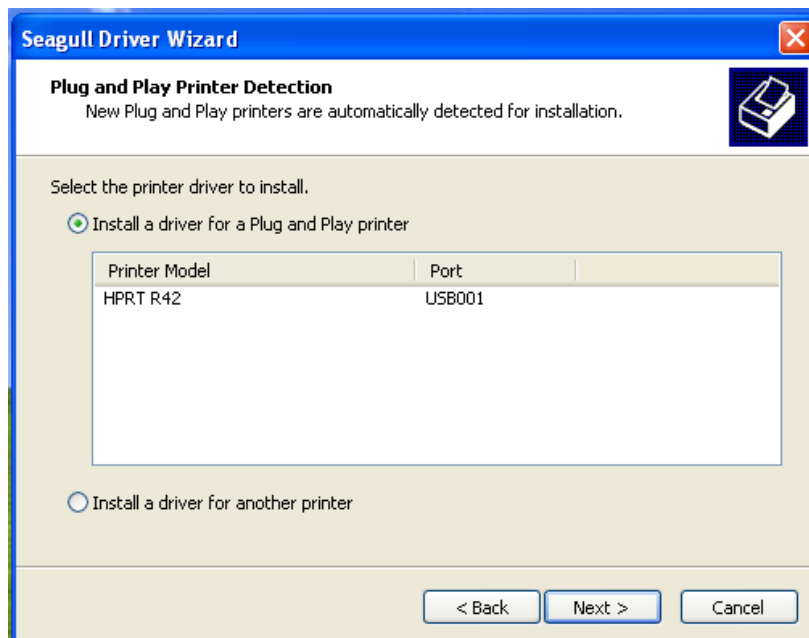 Seagull Driver Wizard
Plug and Play Printer Detection
New Plug and Play printers are automatically detected for installation.
Select the printer driver to install.
Install a driver for a Plug and Play printer
Printer Model Port
HPRT R42 USB001
Install a driver for another printer
< Back Next > Cancel